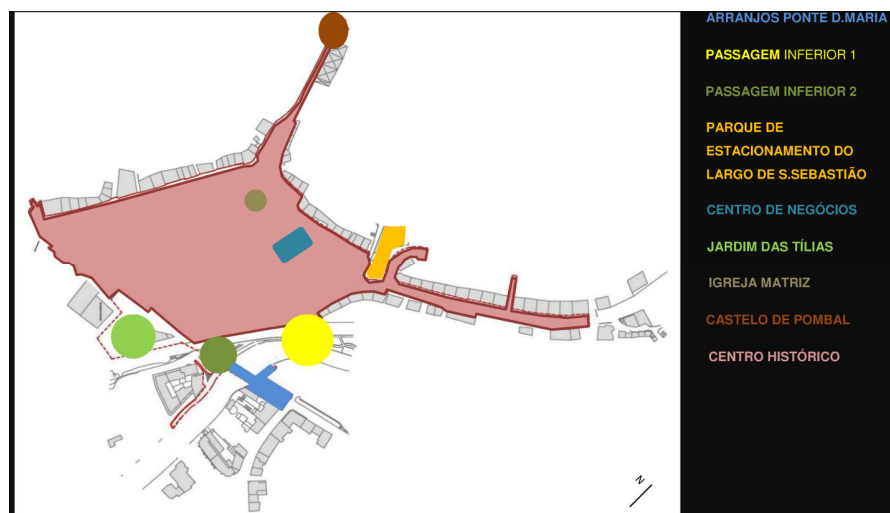 ARRANJOS PONTE D.MARIA
PASSAGEM INFERIOR 1
PASSAGEM INFERIOR 2
PARQUE DE
ESTACIONAMENTO DO
LARGO DE S.SEBASTIÃO
CENTRO DE NEGÓCIOS
JARDIM DAS TÍLIAS
IGREJA MATRIZ
CASTELO DE POMBAL
CENTRO HISTÓRICO
N